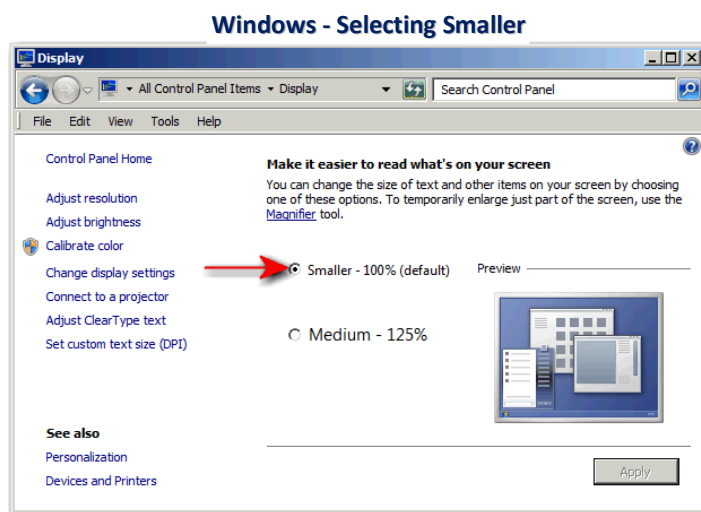 Windows - Selecting Smaller
Display
All Control Panel Items Display
Search Control Panel
File Edit View Tools Help
Control Panel Home
Adjust resolution
Adjust brightness
Calibrate color
Change display settings
Connect to a projector
Adjust ClearType text
Set custom text size (DPI)
See also
Personalization
Devices and Printers
Make it easier to read what's on your screen
You can change the size of text and other items on your screen by choosing
one of these options. To temporarily enlarge just part of the screen, use the
Magnifier tool.
Smaller - 100% (default)
Preview
Medium - 125%
Apply